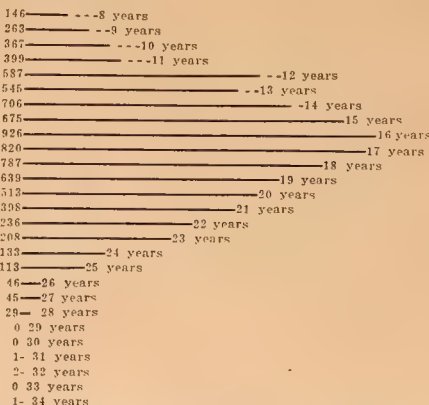 146 - - -8 years
263 - - -9 years
367 - - -10 years
399 - - -11 years
587 - -12 years
545 - -13 years
706 -14 years
675 15 years
926 16 years
820 17 years
787 18 years
639 19 years
513 20 years
398 21 years
236 22 years
208 23 years
133 24 years
113 25 years
46 26 years
45 27 years
29 28 years
0 29 years
0 30 years
1- 31 years
2- 32 years
0 33 years
1- 34 years